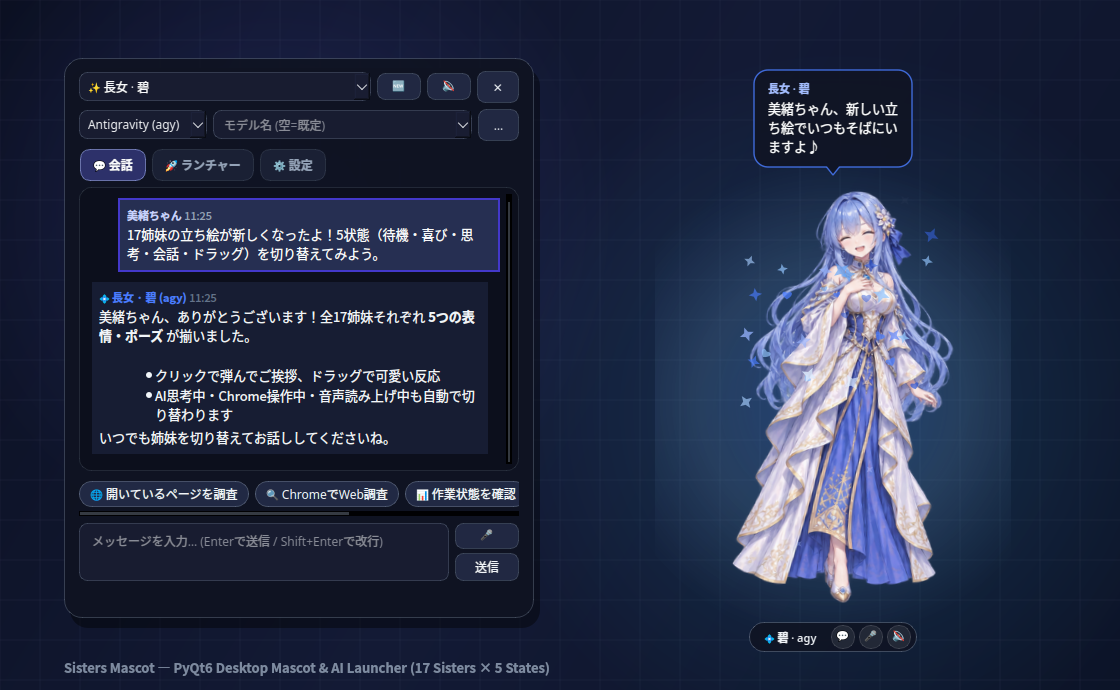 ✨ 長女・碧
🆕
🔊
×
Antigravity (agy)
モデル名 (空=既定)
...
💬 会話
🚀 ランチャー
⚙️ 設定
美緒ちゃん 11:25
17姉妹の立ち絵が新しくなったよ！5状態（待機・喜び・思
考・会話・ドラッグ）を切り替えてみよう。
💠 長女・碧 (agy) 11:25
美緒ちゃん、ありがとうございます！全17姉妹それぞれ 5つの表
情・ポーズ が揃いました。
•クリックで弾んでご挨拶、ドラッグで可愛い反応
•AI思考中・Chrome操作中・音声読み上げ中も自動で切
り替わります
いつでも姉妹を切り替えてお話ししてくださいね。
🌐 開いているページを調査
🔍 ChromeでWeb調査
📊 作業状態を確認
メッセージを入力... (Enterで送信 / Shift+Enterで改行)
送信
長女・碧
美緒ちゃん、新しい立
ち絵でいつもそばにい
ますよ♪
💠 碧・agy
Sisters Mascot — PyQt6 Desktop Mascot & AI Launcher (17 Sisters × 5 States)